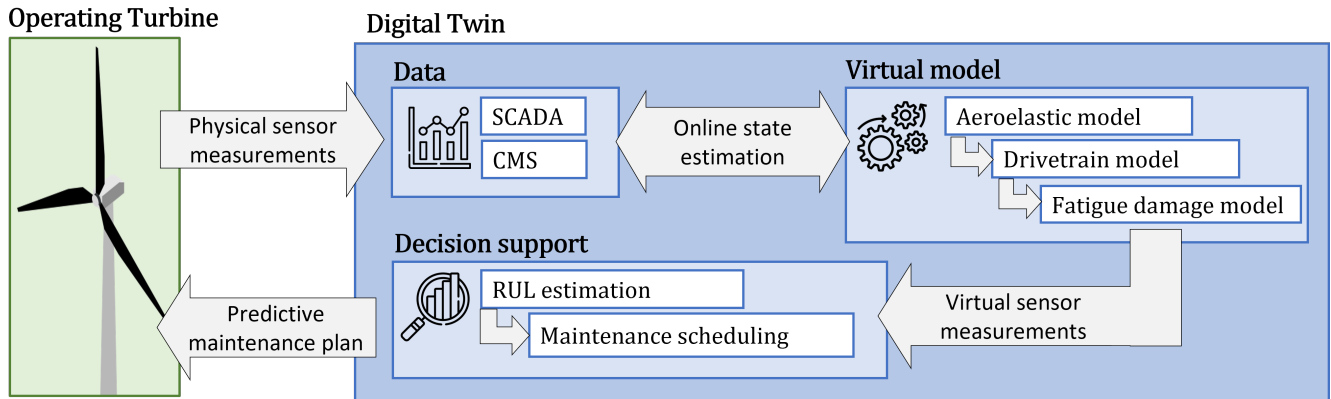 Operating Turbine
Digital Twin
Physical sensor
measurements
Data
SCADA
CMS
Online state
estimation
Virtual model
Aeroelastic model
Drivetrain model
Fatigue damage model
Virtual sensor
measurements
Decision support
RUL estimation
Maintenance scheduling
Predictive
maintenance plan